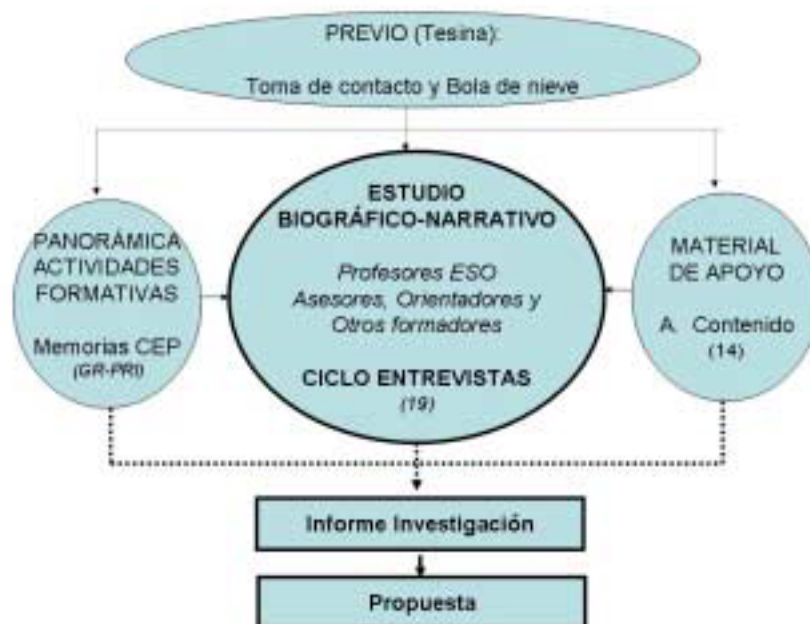 PREVIO (Tesina):
Toma de contacto y Bola de nieve
ESTUDIO
BIOGRÁFICO-NARRATIVO
Profesores ESO
Asesores, Orientadores y
Otros formadores
CICLO ENTREVISTAS
(19)
PANORÁMICA
ACTIVIDADES
FORMATIVAS
Memorias CEP
(GR-PRI)
MATERIAL
DE APOYO
A. Contenido
(14)
Informe Investigación
Propuesta